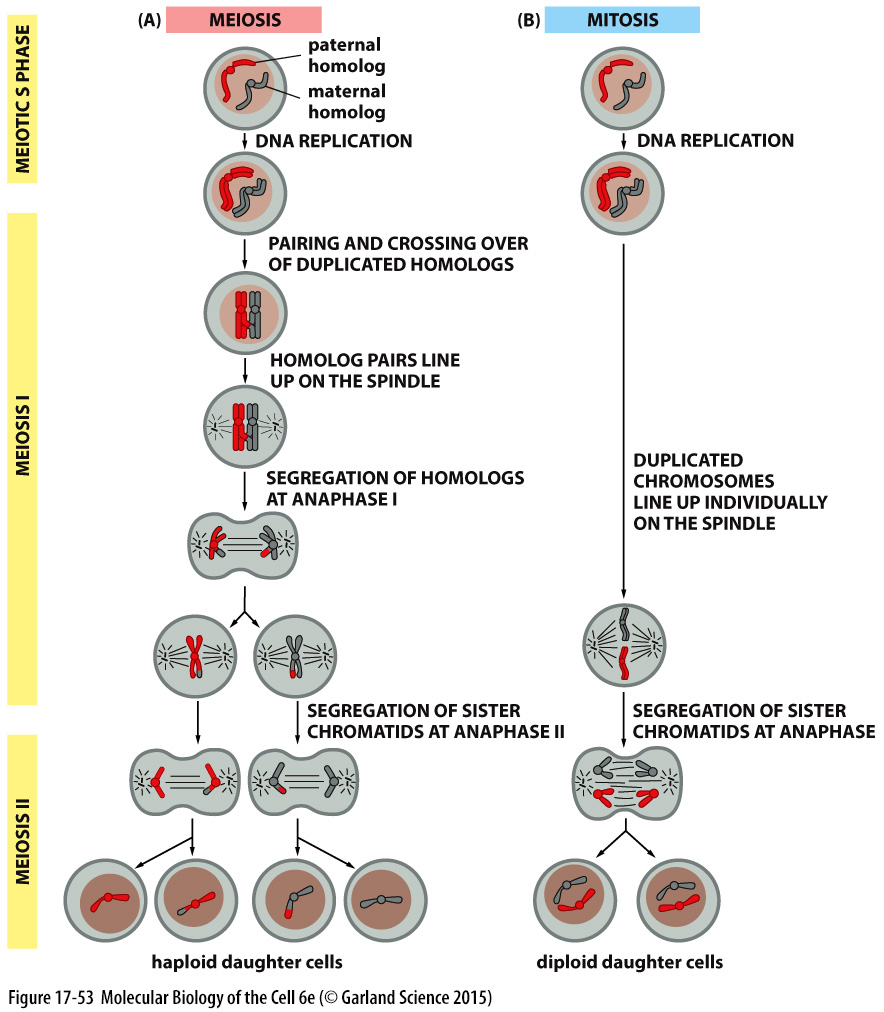 (A) MEIOSIS
(B) MITOSIS
MEIOTIC S PHASE
paternal
homolog
maternal
homolog
DNA REPLICATION
DNA REPLICATION
MEIOSIS I
PAIRING AND CROSSING OVER
OF DUPLICATED HOMOLOGS
HOMOLOG PAIRS LINE
UP ON THE SPINDLE
SEGREGATION OF HOMOLOGS
AT ANAPHASE I
DUPLICATED
CHROMOSOMES
LINE UP INDIVIDUALLY
ON THE SPINDLE
MEIOSIS II
SEGREGATION OF SISTER
CHROMATIDS AT ANAPHASE II
SEGREGATION OF SISTER
CHROMATIDS AT ANAPHASE
haploid daughter cells
diploid daughter cells
Figure 17-53 Molecular Biology of the Cell 6e (© Garland Science 2015)